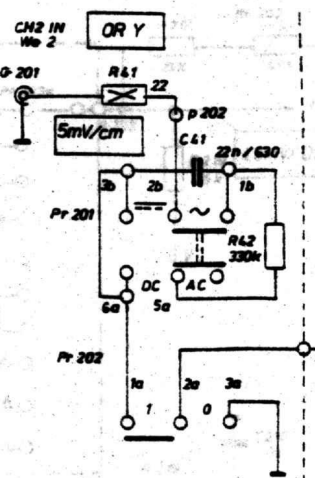 CH2 IN
We 2
OR Y
G 201
R41
22
p 202
5mV/cm
C41
22n/630
3b
2b
1b
Pr 201
~
R42
330k
DC
AC
6a
5a
Pr 202
1a
2a
3a
1
0